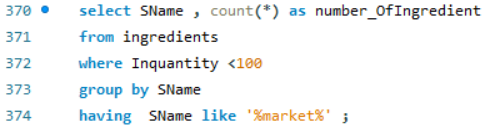 370 select SName , count(*) as number_OfIngredient
371 from ingredients
372 where Inquantity <100
373 group by SName
374 having SName like '%market%' ;